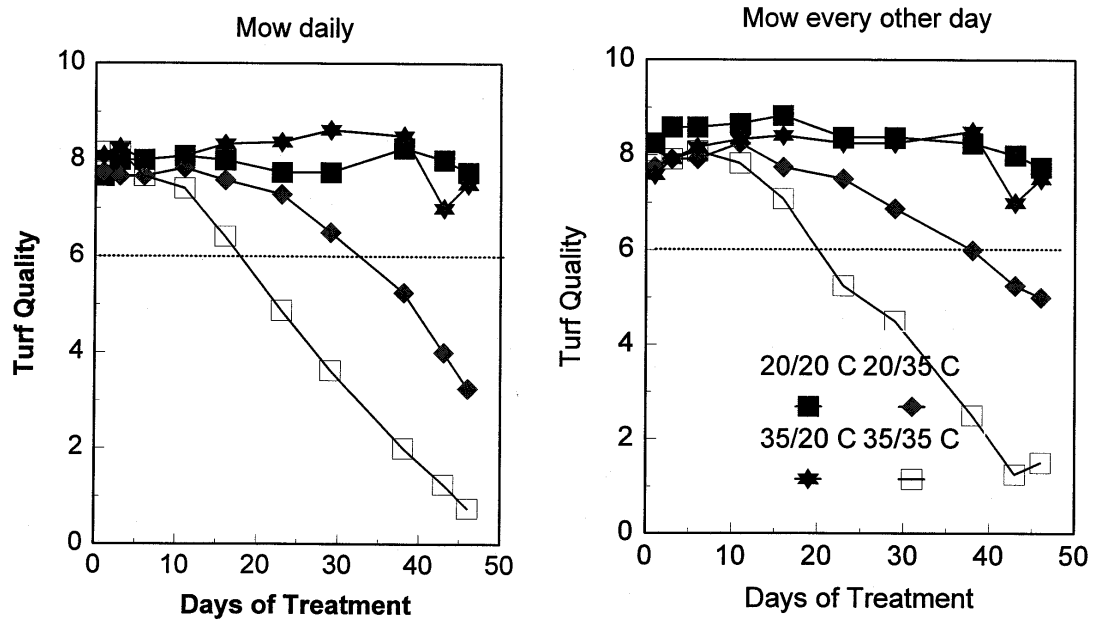 Mow daily
10
8
6
4
2
0
0 10 20 30 40 50
Turf Quality
Days of Treatment
Mow every other day
10
8
6
4
2
0
0 10 20 30 40 50
Turf Quality
Days of Treatment
20/20 C 20/35 C
35/20 C 35/35 C